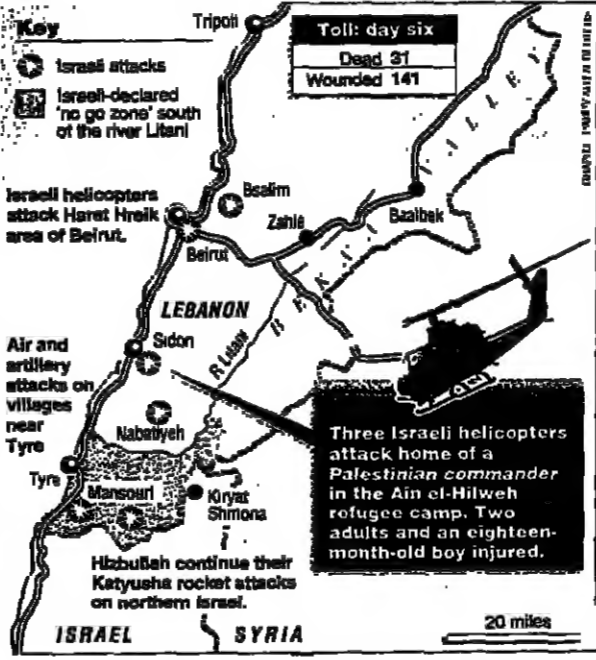 Key
Israeli attacks
Israeli-declared
'no go zone' south
of the river Litani
Tripoli
Toll: day six
Dead 31
Wounded 141
Israeli helicopters
attack Haret Hreik
area of Beirut.
Bsalim
Zahlé
Baalbek
Beirut
BEKAA VALLEY
LEBANON
R Litani
Sidon
Air and
artillery
attacks on
villages
near
Tyre
Nabatiyeh
Tyre
Mansouri
Kiryat
Shmona
Three Israeli helicopters
attack home of a
Palestinian commander
in the Ain el-Hilweh
refugee camp. Two
adults and an eighteen-
month-old boy injured.
Hizbullah continue their
Katyusha rocket attacks
on northern Israel.
ISRAEL
SYRIA
20 miles